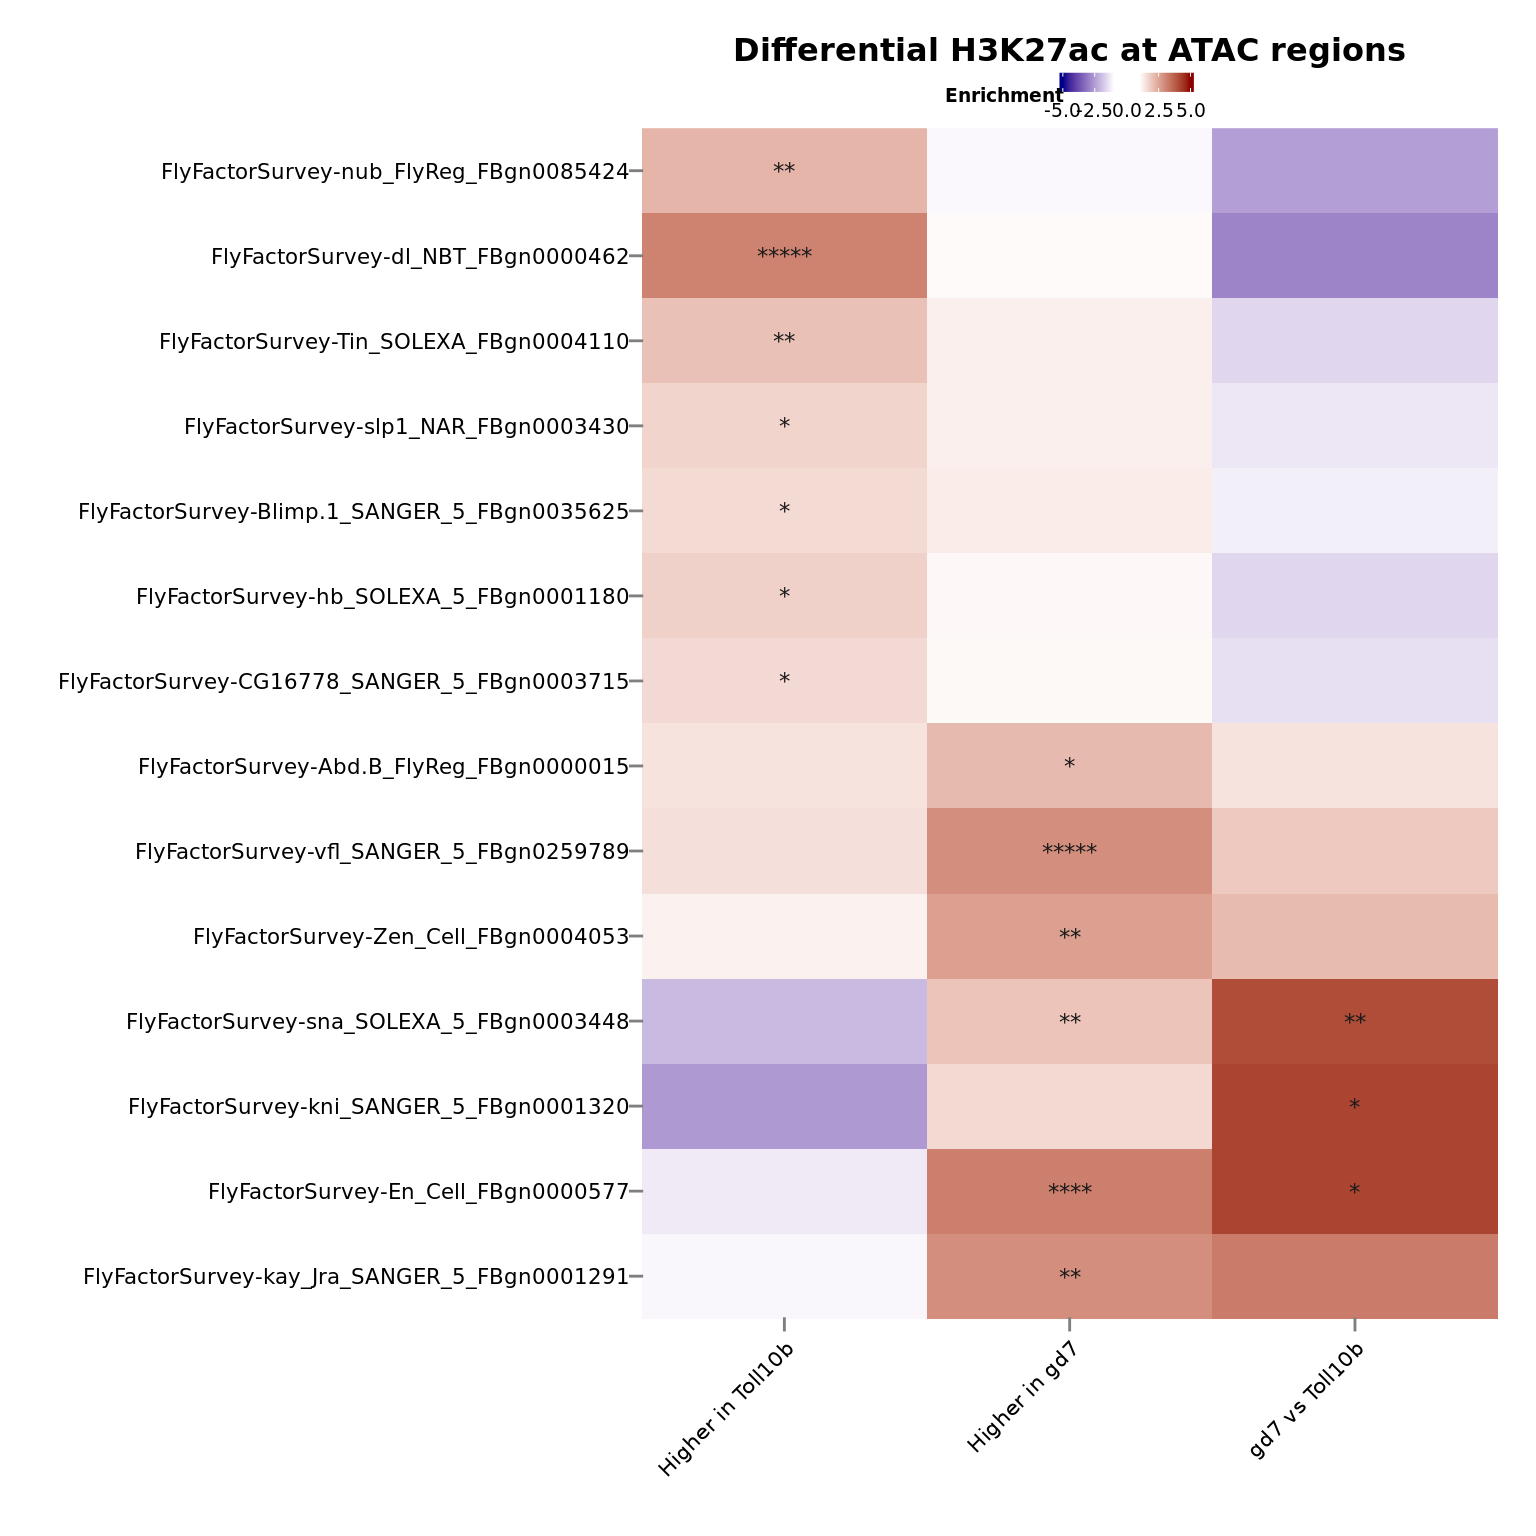 Differential H3K27ac at ATAC regions
Enrichment
-5.0 -2.5 0.0 2.5 5.0
FlyFactorSurvey-nub_FlyReg_FBgn0085424 **
FlyFactorSurvey-dl_NBT_FBgn0000462 *****
FlyFactorSurvey-Tin_SOLEXA_FBgn0004110 **
FlyFactorSurvey-slp1_NAR_FBgn0003430 *
FlyFactorSurvey-Blimp.1_SANGER_5_FBgn0035625 *
FlyFactorSurvey-hb_SOLEXA_5_FBgn0001180 *
FlyFactorSurvey-CG16778_SANGER_5_FBgn0003715 *
FlyFactorSurvey-Abd.B_FlyReg_FBgn0000015 *
FlyFactorSurvey-vfl_SANGER_5_FBgn0259789 *****
FlyFactorSurvey-Zen_Cell_FBgn0004053 **
FlyFactorSurvey-sna_SOLEXA_5_FBgn0003448 ** **
FlyFactorSurvey-kni_SANGER_5_FBgn0001320 *
FlyFactorSurvey-En_Cell_FBgn0000577 **** *
FlyFactorSurvey-kay_Jra_SANGER_5_FBgn0001291 **
Higher in Toll10b
Higher in gd7
gd7 vs Toll10b